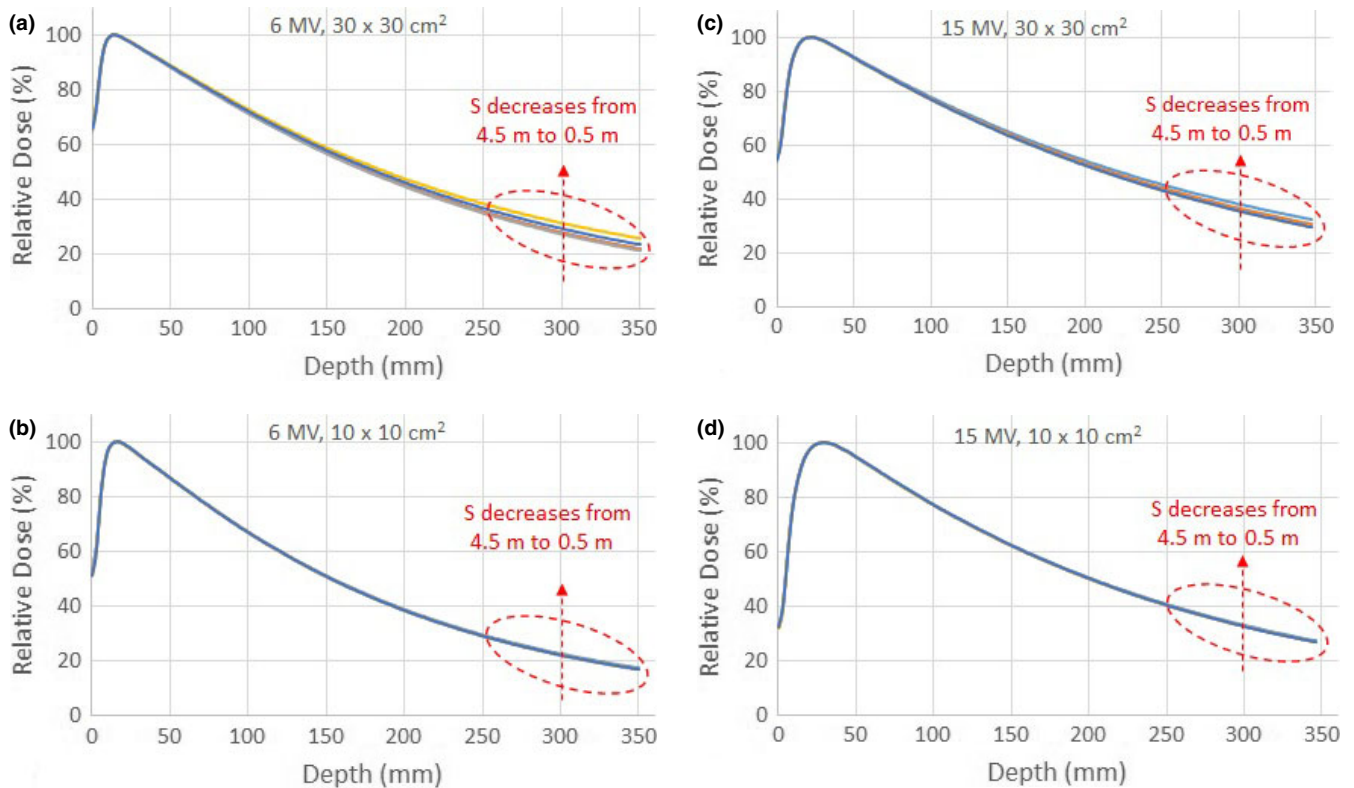 (a)
6 MV, 30 x 30 cm²
Relative Dose (%)
100
80
60
40
20
0
S decreases from
4.5 m to 0.5 m
0 50 100 150 200 250 300 350
Depth (mm)
(c)
15 MV, 30 x 30 cm²
Relative Dose (%)
100
80
60
40
20
0
S decreases from
4.5 m to 0.5 m
0 50 100 150 200 250 300 350
Depth (mm)
(b)
6 MV, 10 x 10 cm²
Relative Dose (%)
100
80
60
40
20
0
S decreases from
4.5 m to 0.5 m
0 50 100 150 200 250 300 350
Depth (mm)
(d)
15 MV, 10 x 10 cm²
Relative Dose (%)
100
80
60
40
20
0
S decreases from
4.5 m to 0.5 m
0 50 100 150 200 250 300 350
Depth (mm)